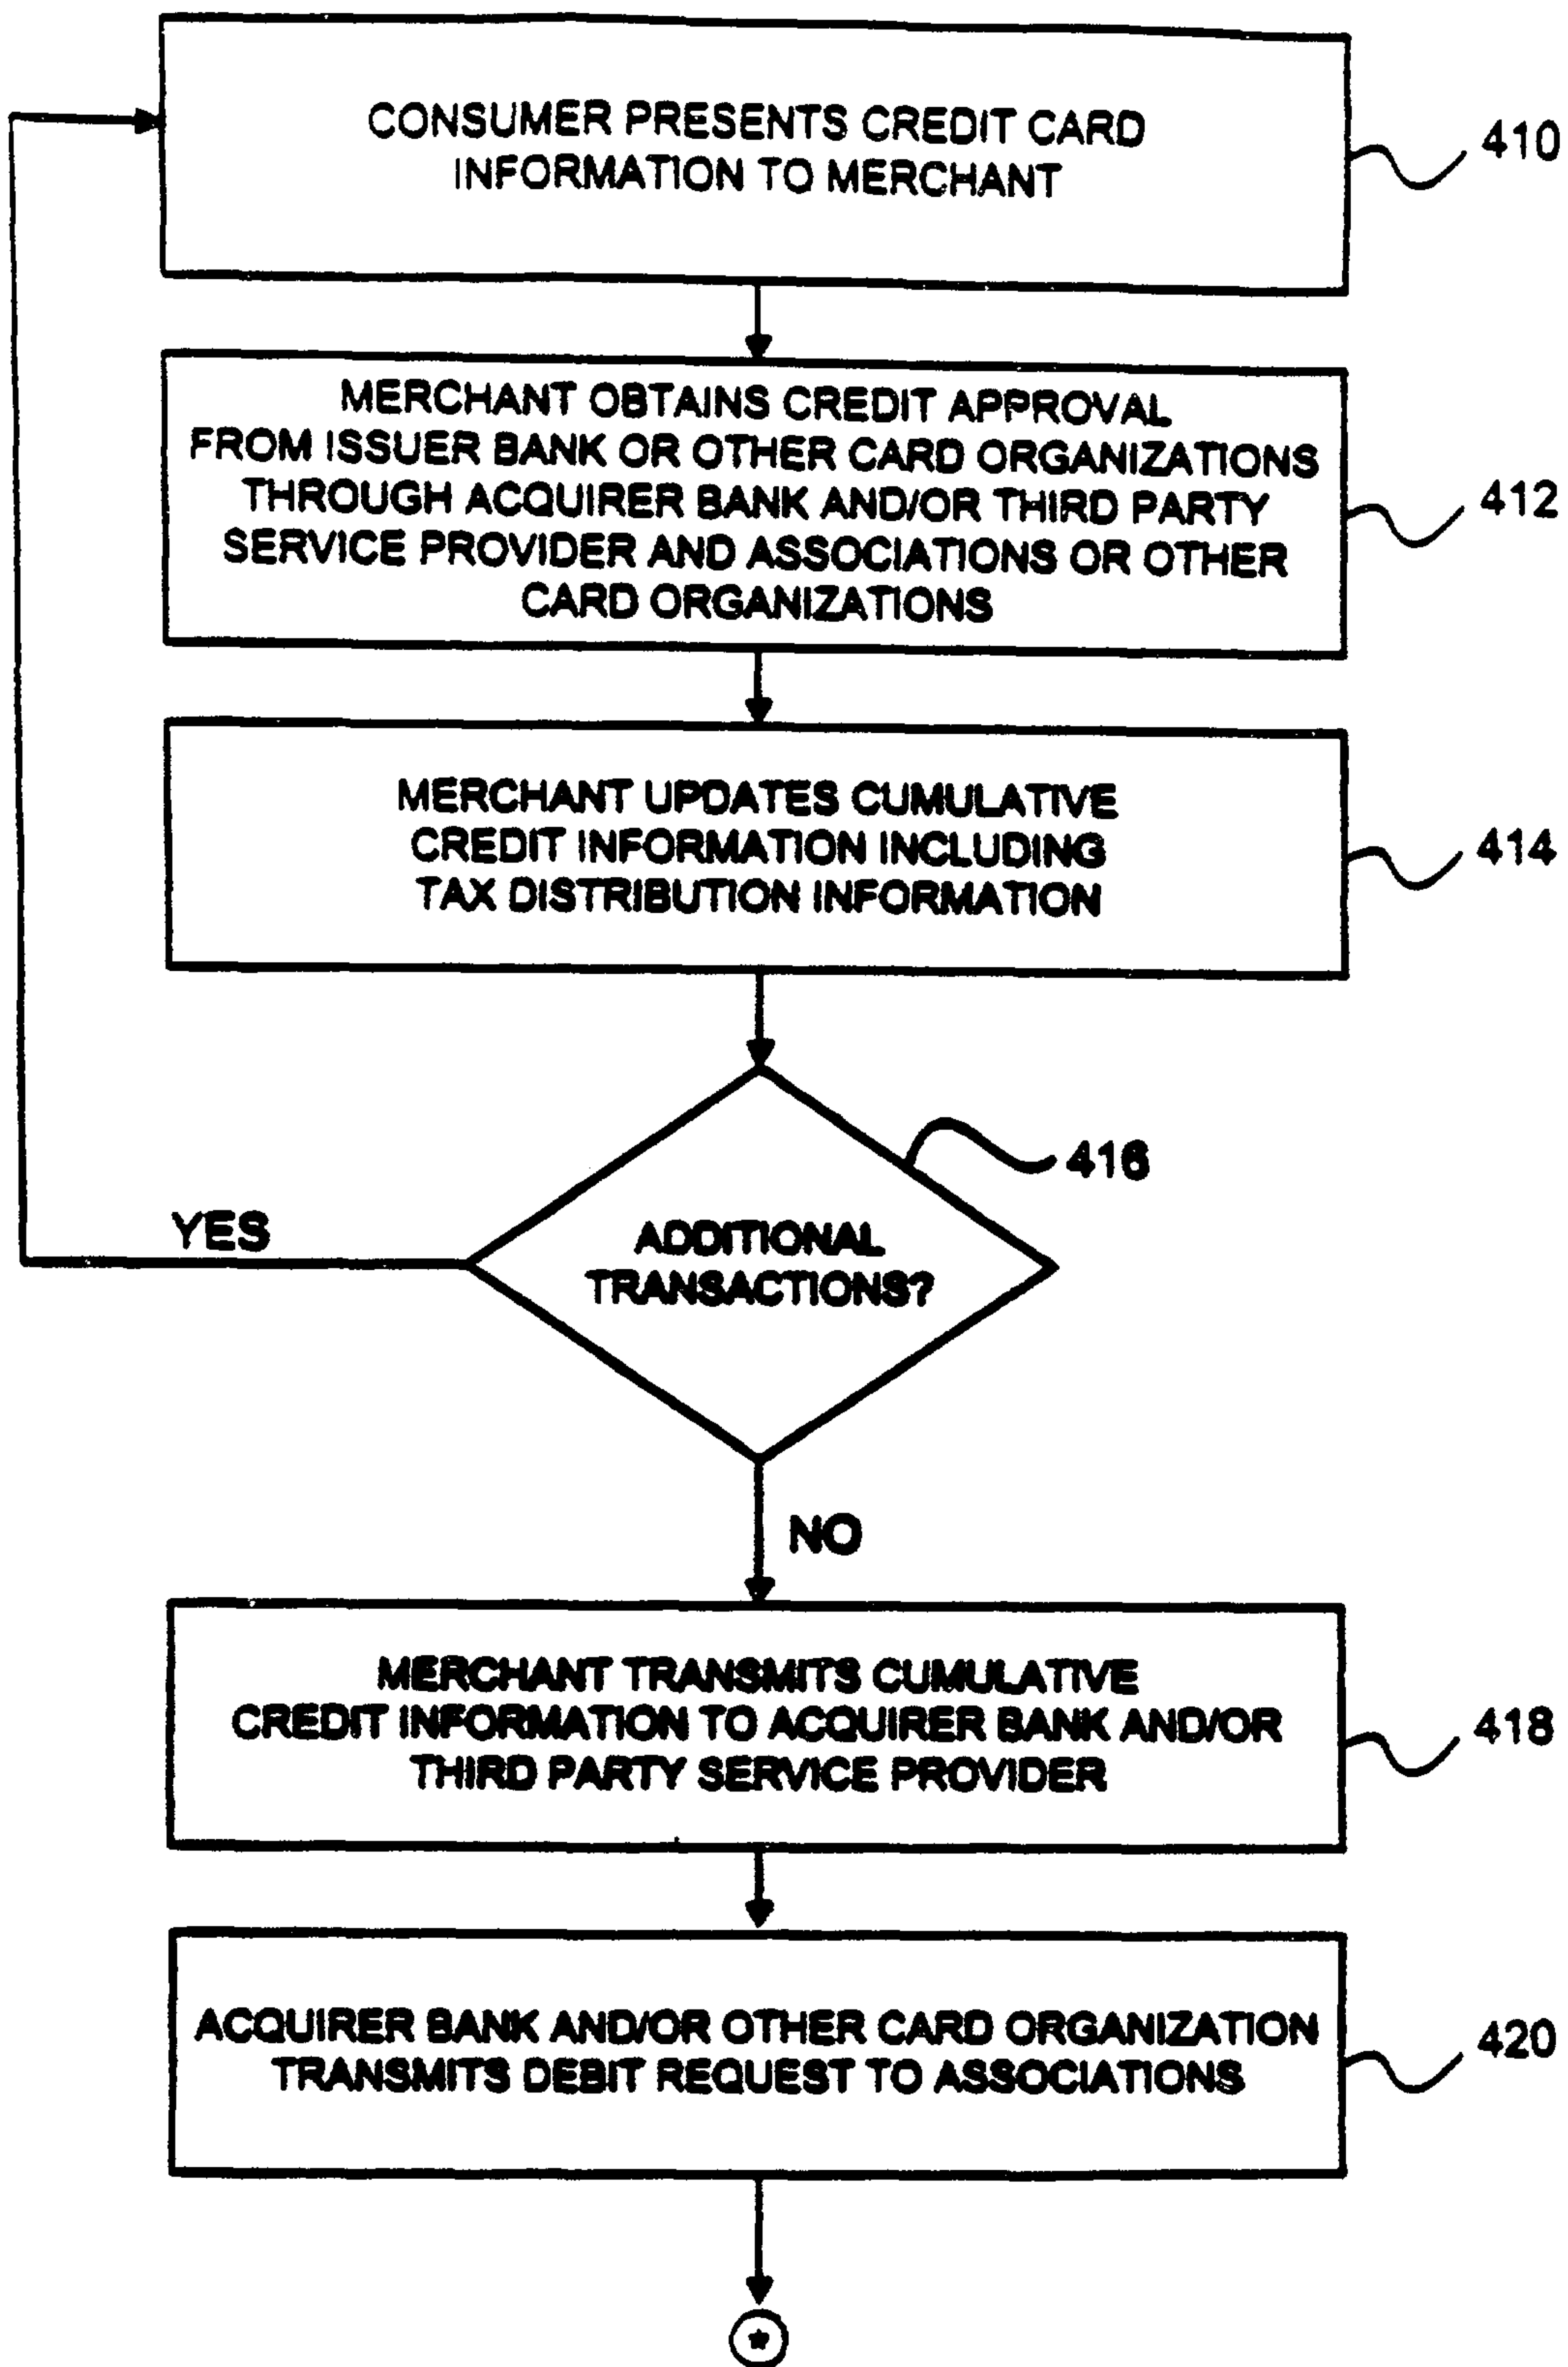 CONSUMER PRESENTS CREDIT CARD
INFORMATION TO MERCHANT
410
MERCHANT OBTAINS CREDIT APPROVAL
FROM ISSUER BANK OR OTHER CARD ORGANIZATIONS
THROUGH ACQUIRER BANK AND/OR THIRD PARTY
SERVICE PROVIDER AND ASSOCIATIONS OR OTHER
CARD ORGANIZATIONS
412
MERCHANT UPDATES CUMULATIVE
CREDIT INFORMATION INCLUDING
TAX DISTRIBUTION INFORMATION
414
416
YES
ADDITIONAL
TRANSACTIONS?
NO
MERCHANT TRANSMITS CUMULATIVE
CREDIT INFORMATION TO ACQUIRER BANK AND/OR
THIRD PARTY SERVICE PROVIDER
418
ACQUIRER BANK AND/OR OTHER CARD ORGANIZATION
TRANSMITS DEBIT REQUEST TO ASSOCIATIONS
420
*